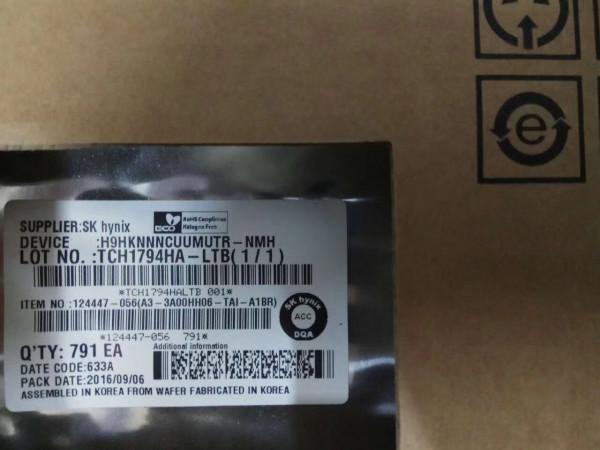 SUPPLIER:SK hynix
ECO
RoHS Compliance
Halogen Free
DEVICE :H9HKNNNCUUMUTR-NMH
LOT NO. :TCH1794HA-LTB(1/1)
*TCH1794HALTB 001*
ITEM NO :124447-056(A3-3A00HH06-TAI-A1BR)
SK hynix
ACC
DQA
*124447-056 791*
Additional information
Q'TY: 791 EA
DATE CODE:633A
PACK DATE:2016/09/06
ASSEMBLED IN KOREA FROM WAFER FABRICATED IN KOREA
e